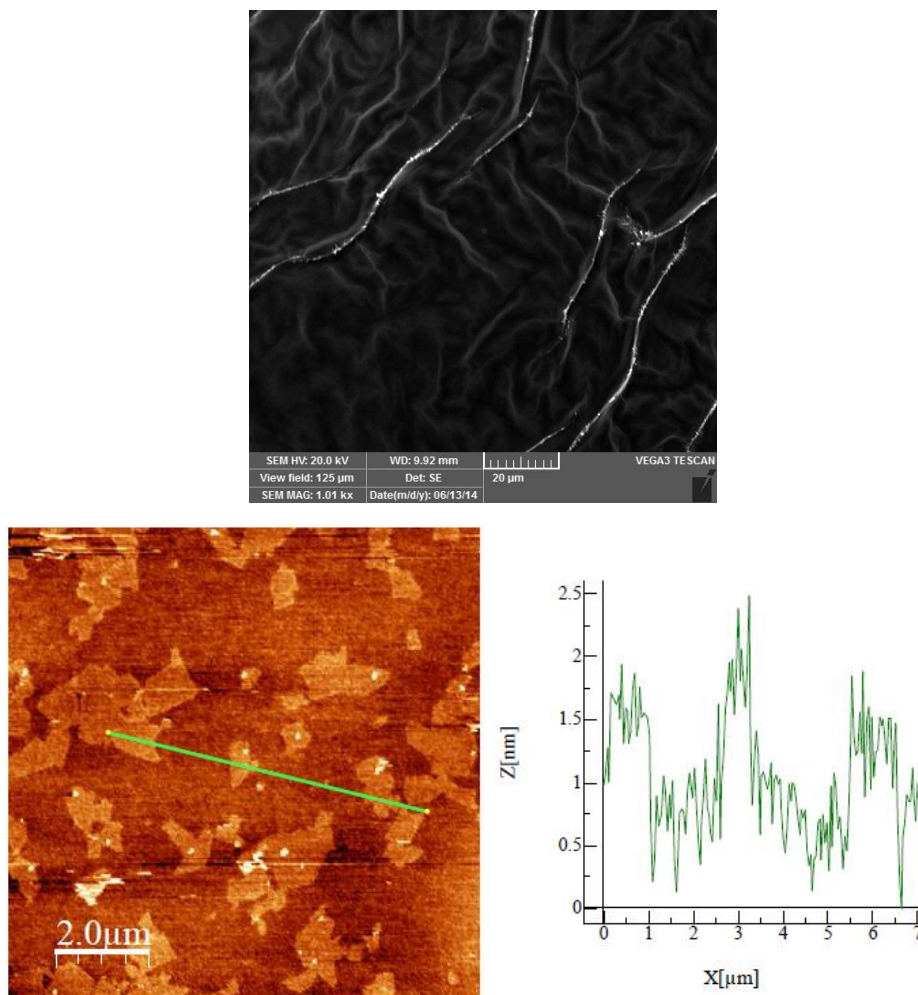 SEM HV: 20.0 kV WD: 9.92 mm VEGA3 TESCAN
View field: 125 µm Det: SE 20 µm
SEM MAG: 1.01 kx Date(m/d/y): 06/13/14
2.0µm
Z[nm]
2.5
2
1.5
1
0.5
0
0 1 2 3 4 5 6 7
X[µm]